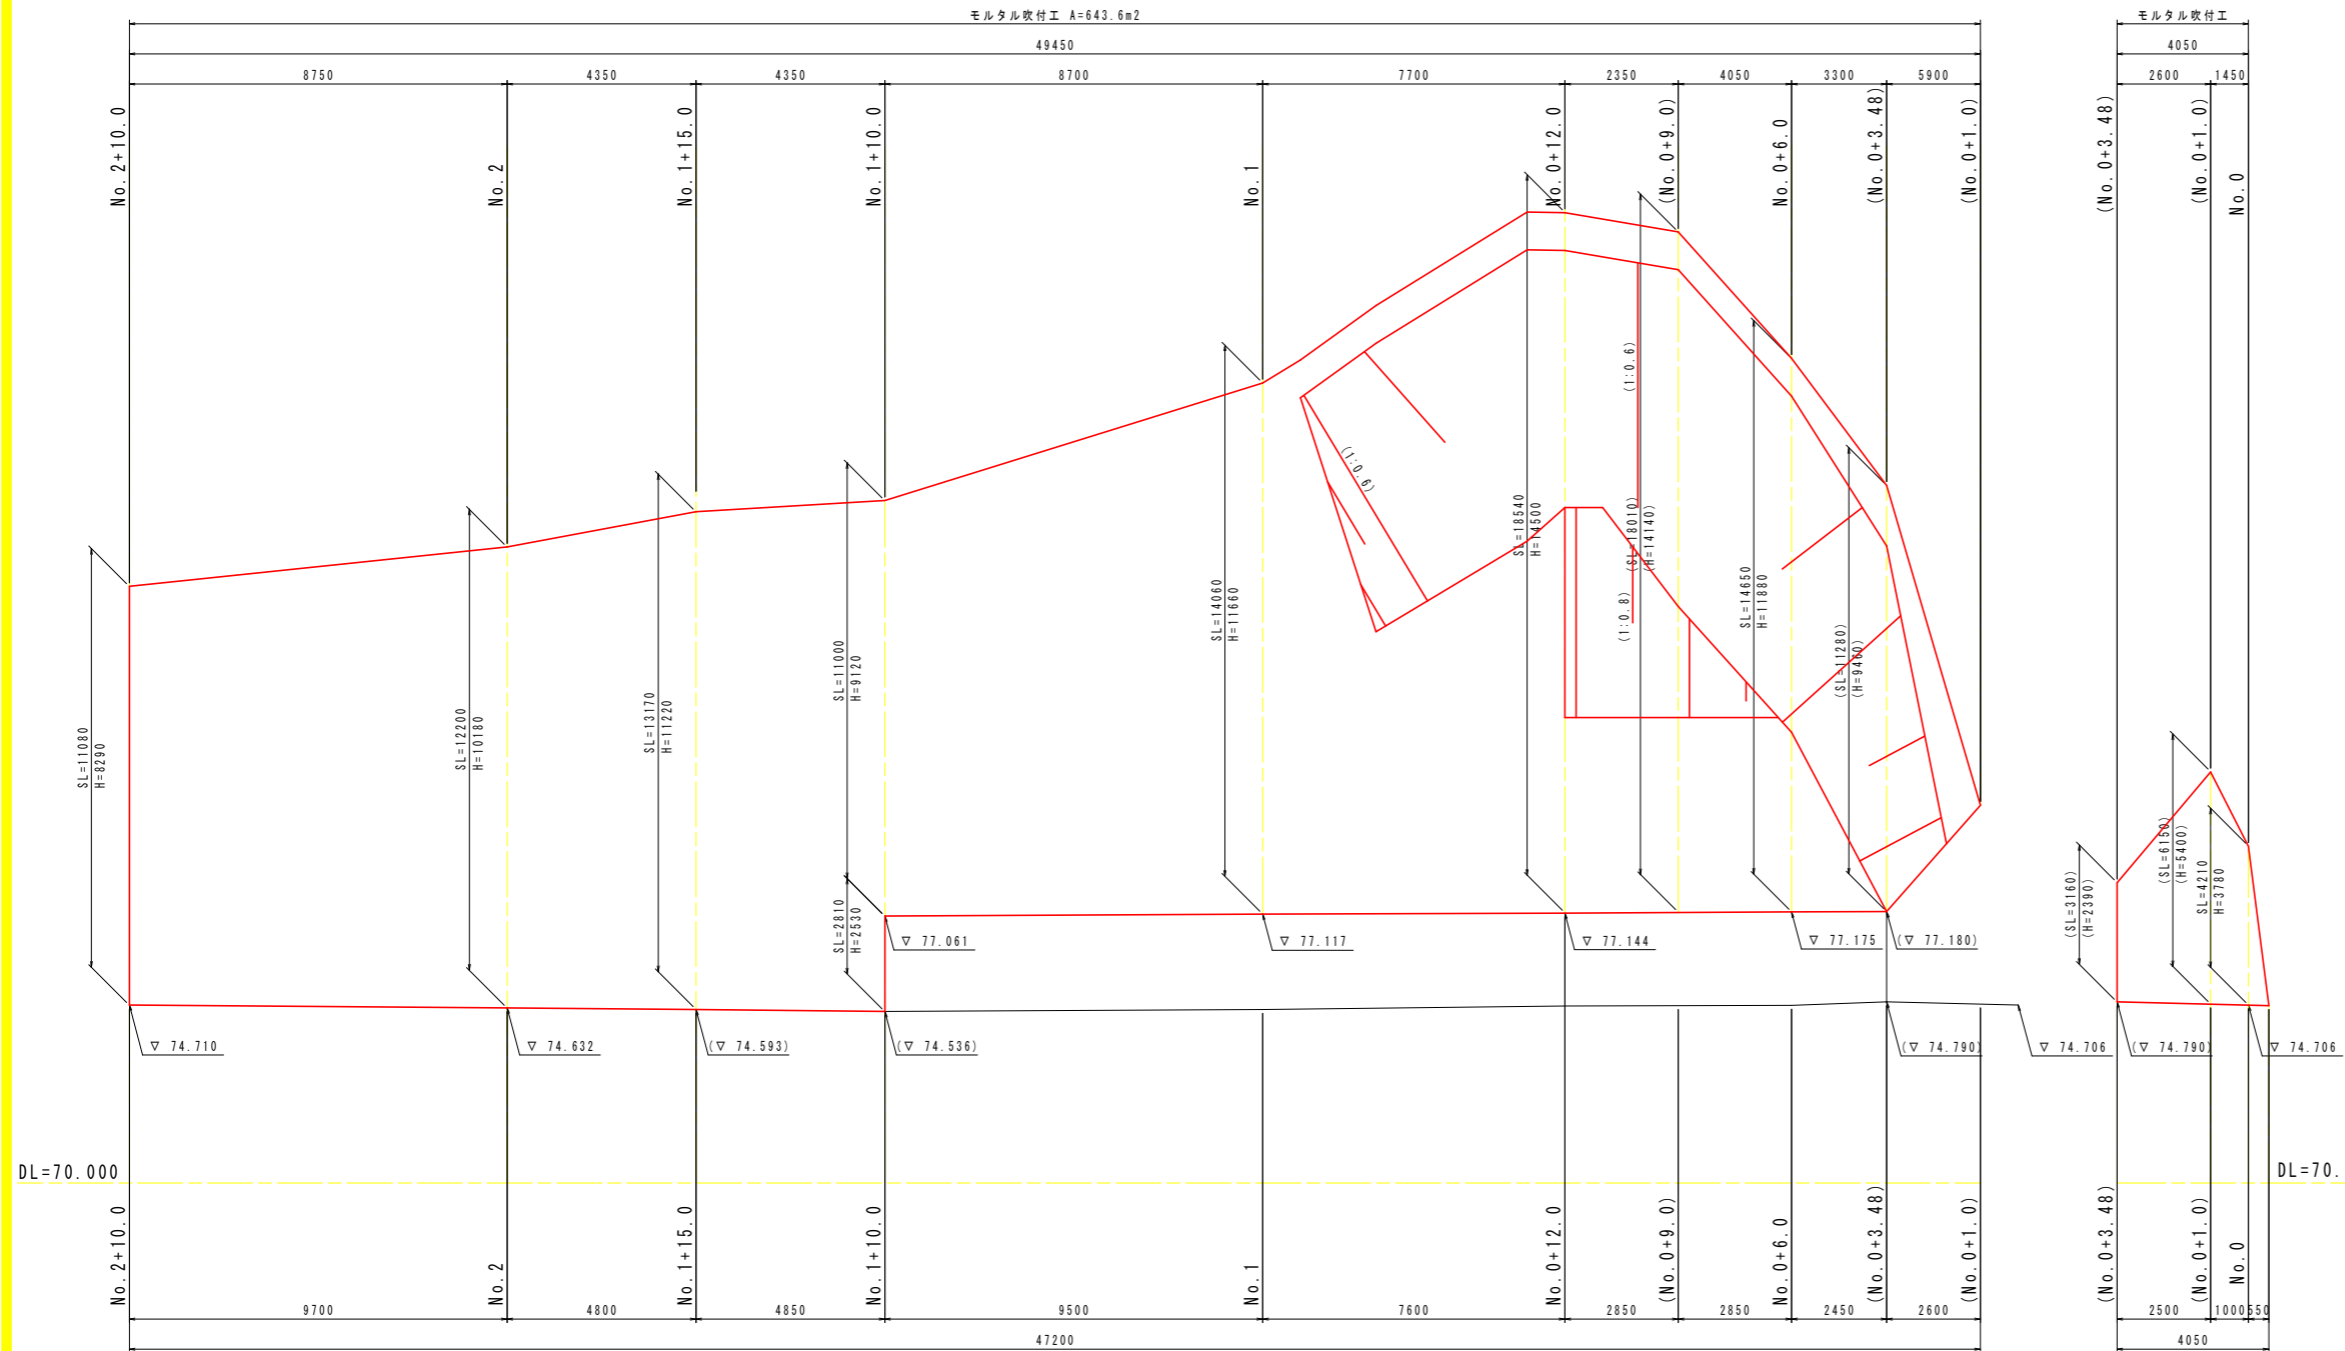 モルタル吹付工 A=643.6m2
モルタル吹付工
49450
4050
8750
4350
4350
8700
7700
2350
4050
3300
5900
2600
1450
No.2+10.0
No.2
No.1+15.0
No.1+10.0
No.1
No.0+12.0
(No.0+9.0)
No.0+6.0
(No.0+3.48)
(No.0+1.0)
(No.0+3.48)
(No.0+1.0)
No.0
SL=11080
H=8290
SL=12200
H=10180
SL=13170
H=11220
SL=11000
H=9120
SL=2810
H=2530
SL=14060
H=11660
(1:0.6)
SL=18540
H=14500
(1:0.6)
(SL=18010)
(H=14140)
(1:0.8)
SL=14650
H=11880
(SL=11280)
(H=9460)
(SL=3160)
(H=2390)
(SL=6150)
(H=5400)
SL=4210
H=3780
▽ 77.061
▽ 77.117
▽ 77.144
▽ 77.175
(▽ 77.180)
▽ 74.710
▽ 74.632
(▽ 74.593)
(▽ 74.536)
(▽ 74.790)
▽ 74.706
(▽ 74.790)
▽ 74.706
DL=70.000
DL=70.
No.2+10.0
No.2
No.1+15.0
No.1+10.0
No.1
No.0+12.0
(No.0+9.0)
No.0+6.0
(No.0+3.48)
(No.0+1.0)
(No.0+3.48)
(No.0+1.0)
No.0
9700
4800
4850
9500
7600
2850
2850
2450
2600
2500
1000
550
47200
4050